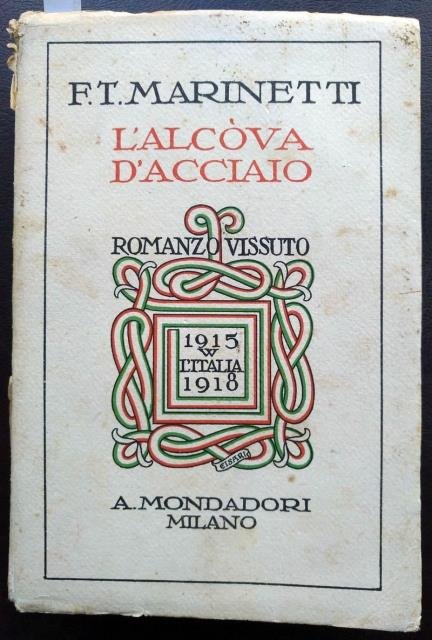 F.T. MARINETTI
L'ALCÒVA
D'ACCIAIO
ROMANZO VISSUTO
1915
W
L'ITALIA
1918
CISARI
A. MONDADORI
MILANO